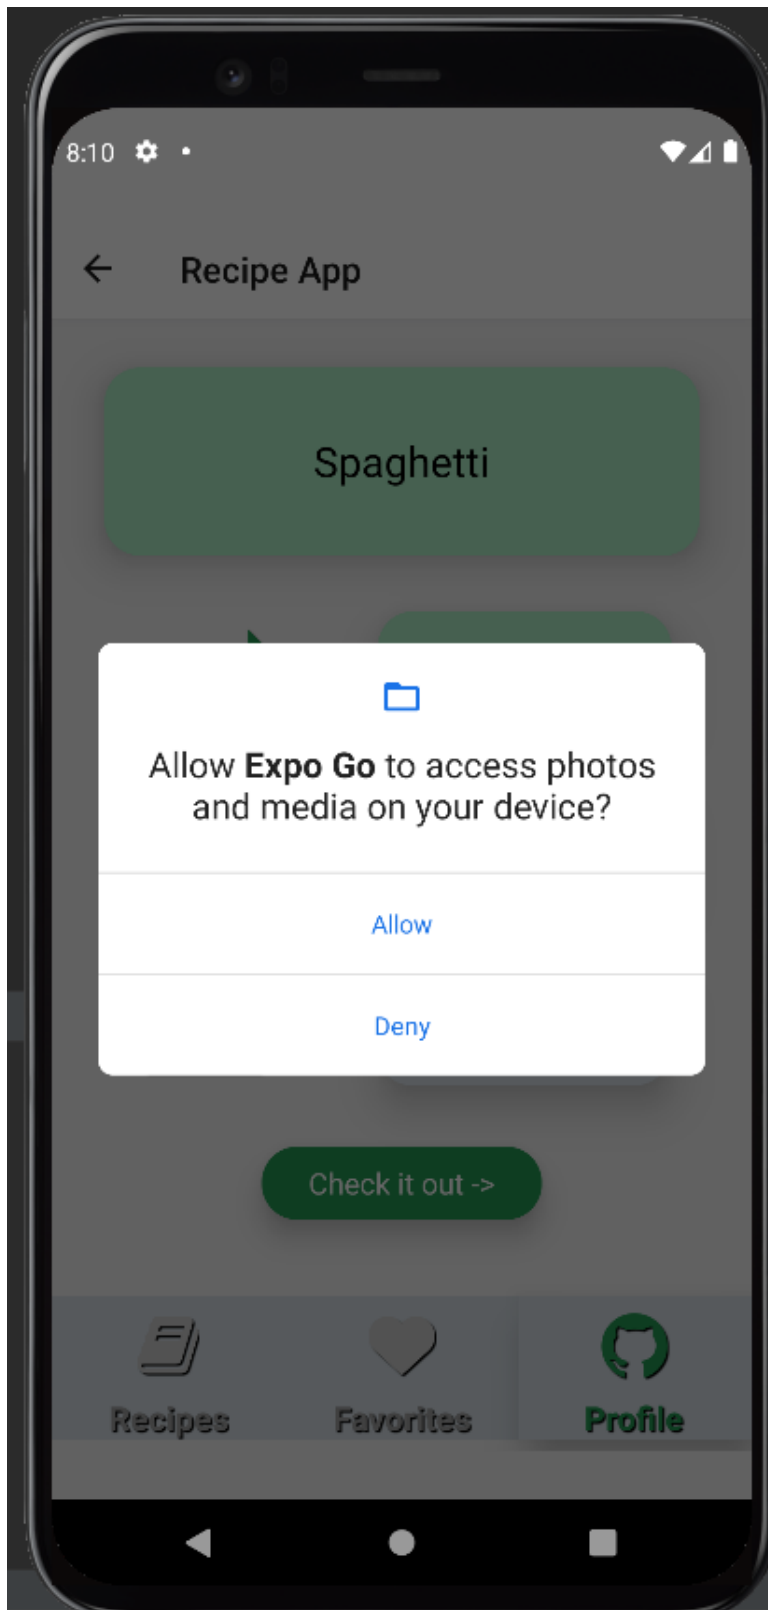 8:10
Recipe App
Spaghetti
Allow Expo Go to access photos
and media on your device?
Allow
Deny
Check it out ->
Recipes
Favorites
Profile